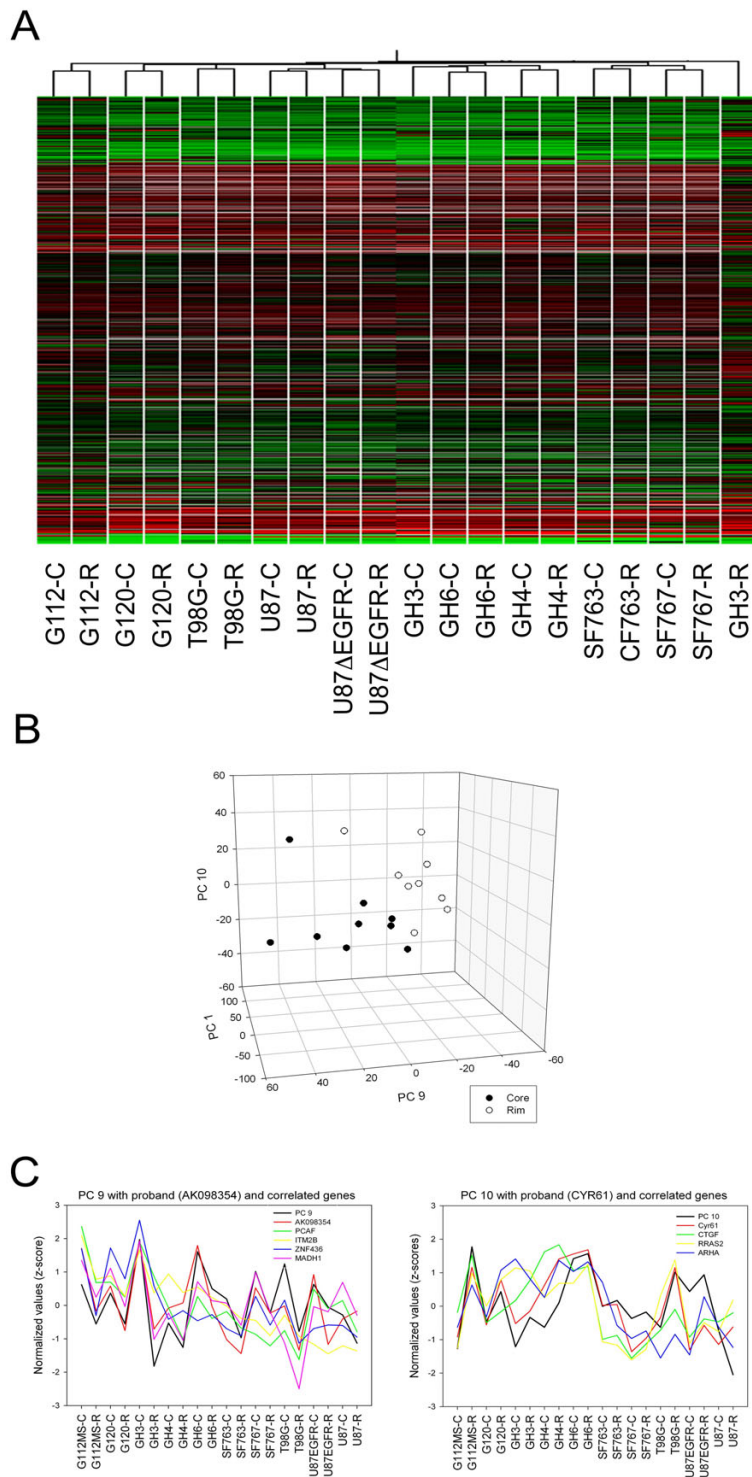 A
G112-C
G112-R
G120-C
G120-R
T98G-C
T98G-R
U87-C
U87-R
U87ΔEGFR-C
U87ΔEGFR-R
GH3-C
GH6-C
GH6-R
GH4-C
GH4-R
SF763-C
CF763-R
SF767-C
SF767-R
GH3-R
B
60
40
20
0
-20
-40
-60
PC 10
100
50
0
-50
-100
PC 1
60
40
20
0
-20
-40
-60
PC 9
Core
Rim
C
PC 9 with proband (AK098354) and correlated genes
3
2
1
0
-1
-2
-3
Normalized values (z-score)
PC 9
AK098354
PCAF
ITM2B
ZNF436
MADH1
G112MS-C
G112MS-R
G120-C
G120-R
GH3-C
GH3-R
GH4-C
GH4-R
GH6-C
GH6-R
SF763-C
SF763-R
SF767-C
SF767-R
T98G-C
T98G-R
U87EGFR-C
U87EGFR-R
U87-C
U87-R
PC 10 with proband (CYR61) and correlated genes
3
2
1
0
-1
-2
-3
Normalized values (z-score)
PC 10
Cyr61
CTGF
RRAS2
ARHA
G112MS-C
G112MS-R
G120-C
G120-R
GH3-C
GH3-R
GH4-C
GH4-R
GH6-C
GH6-R
SF763-C
SF763-R
SF767-C
SF767-R
T98G-C
T98G-R
U87EGFR-C
U87EGFR-R
U87-C
U87-R